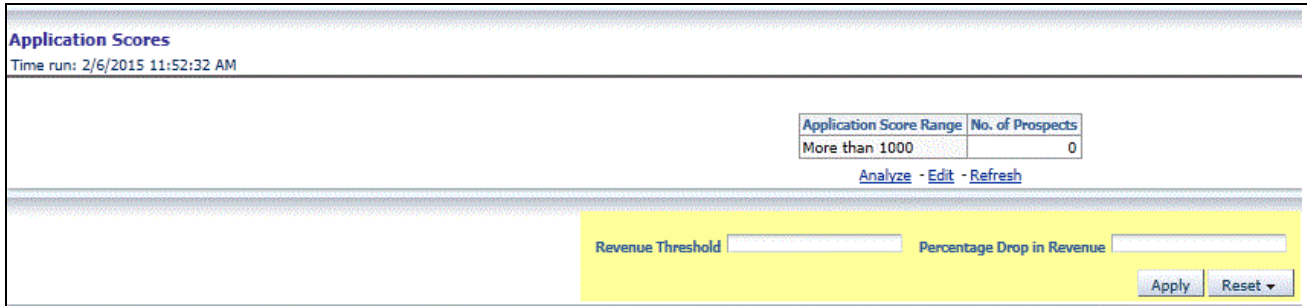 Application Scores
Time run: 2/6/2015 11:52:32 AM
Application Score Range No. of Prospects
More than 1000 0
Analyze - Edit - Refresh
Revenue Threshold Percentage Drop in Revenue
Apply Reset